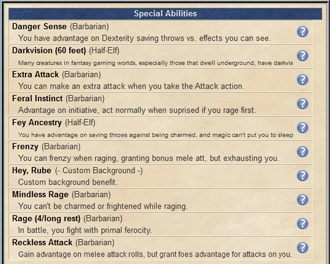 Special Abilities
Danger Sense (Barbarian)
You have advantage on Dexterity saving throws vs. effects you can see.
Darkvision (60 feet) (Half-Elf)
Many creatures in fantasy gaming worlds, especially those that dwell underground, have darkvis
Extra Attack (Barbarian)
You can make an extra attack when you take the Attack action.
Feral Instinct (Barbarian)
Advantage on initiative, act normally when suprised if you rage first.
Fey Ancestry (Half-Elf)
You have advantage on saving throws against being charmed, and magic can't put you to sleep
Frenzy (Barbarian)
You can frenzy when raging, granting bonus mele att, but exhausting you.
Hey, Rube (- Custom Background -)
Custom background benefit.
Mindless Rage (Barbarian)
You can't be charmed or frightened while raging.
Rage (4/long rest) (Barbarian)
In battle, you fight with primal ferocity.
Reckless Attack (Barbarian)
Gain advantage on melee attack rolls, but grant foes advantage for attacks on you.